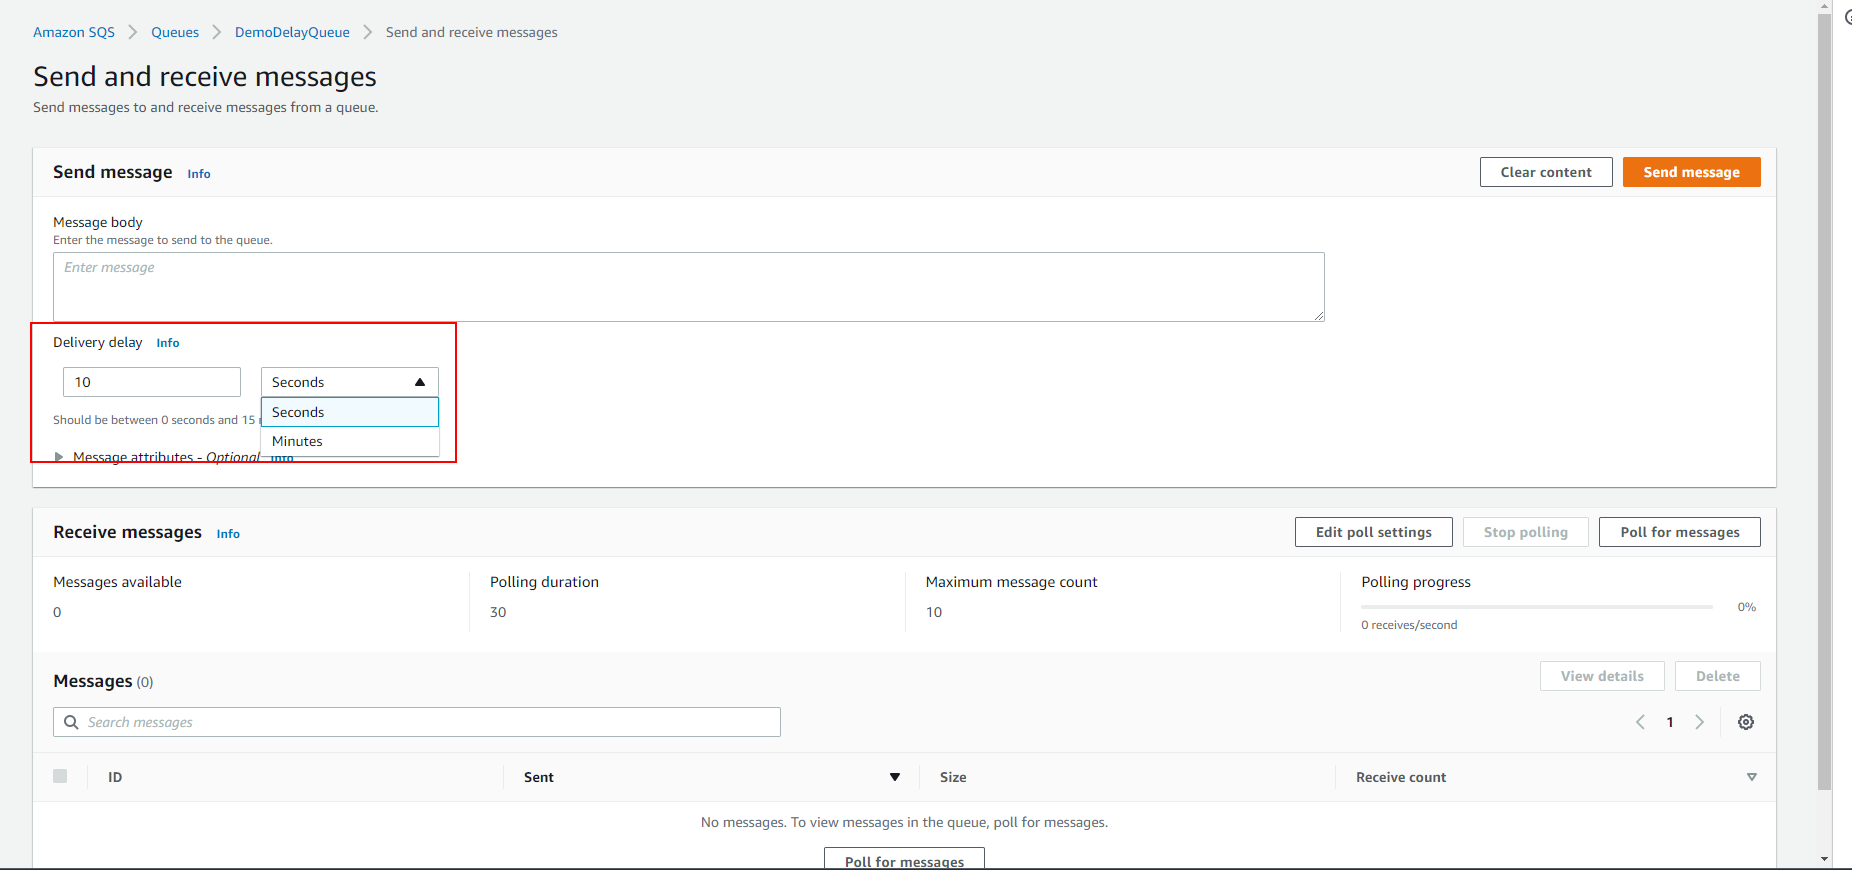 Amazon SQS > Queues > DemoDelayQueue > Send and receive messages
Send and receive messages
Send messages to and receive messages from a queue.
Send message Info Clear content Send message
Message body
Enter the message to send to the queue.
Enter message
Delivery delay Info
10 Seconds
Seconds
Should be between 0 seconds and 15
Minutes
Message attributes - Optional Info
Receive messages Info Edit poll settings Stop polling Poll for messages
Messages available Polling duration Maximum message count Polling progress
0 30 10 0%
0 receives/second
Messages (0) View details Delete
Search messages 1
ID Sent Size Receive count
No messages. To view messages in the queue, poll for messages.
Poll for messages